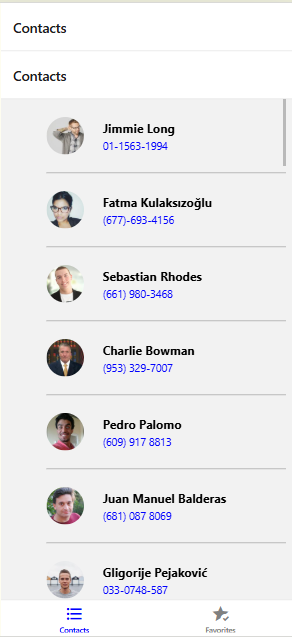 Contacts
Contacts
Jimmie Long
01-1563-1994
Fatma Kulaksızoğlu
(677)-693-4156
Sebastian Rhodes
(661) 980-3468
Charlie Bowman
(953) 329-7007
Pedro Palomo
(609) 917 8813
Juan Manuel Balderas
(681) 087 8069
Gligorije Pejaković
033-0748-587
Contacts
Favorites